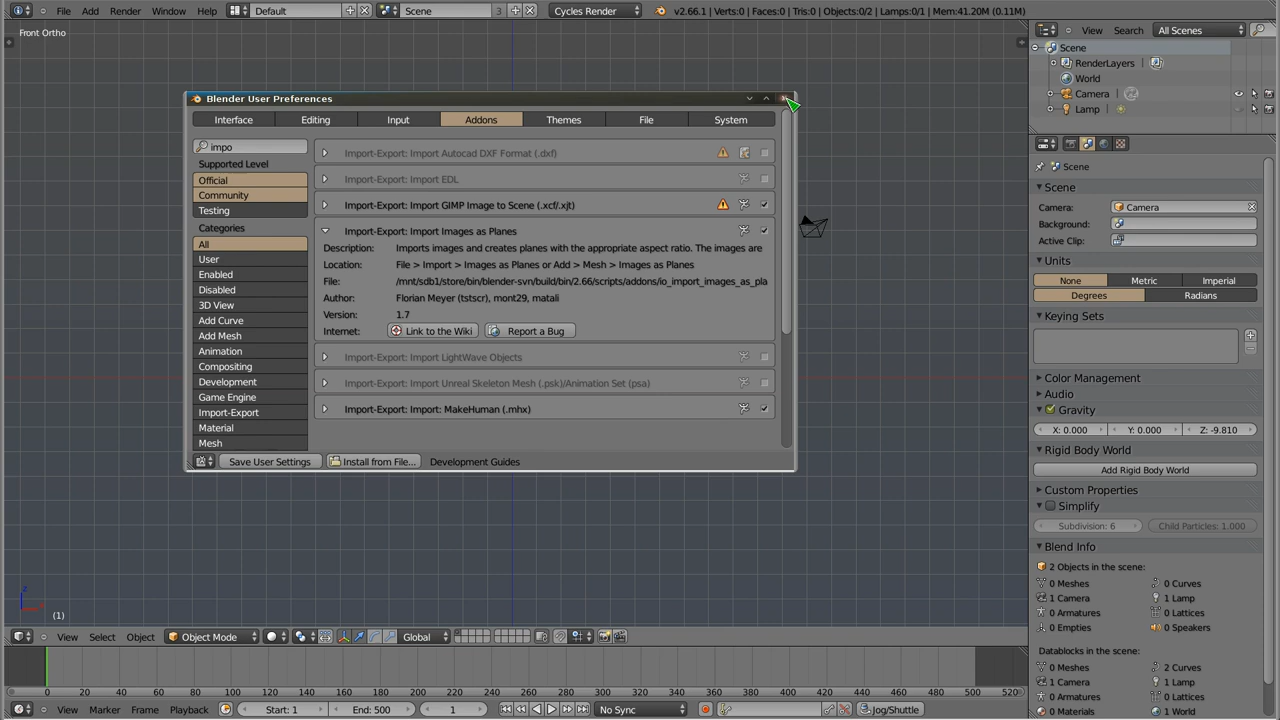 File Add Render Window Help Default Scene 3 Cycles Render v2.66.1 | Verts:0 | Faces:0 | Tris:0 | Objects:0/2 | Lamps:0/1 | Mem:41.20M (0.11M)
Front Ortho
View Search All Scenes
Scene
RenderLayers
World
Camera
Lamp
Blender User Preferences
Interface Editing Input Addons Themes File System
impo
Supported Level
Official
Community
Testing
Categories
All
User
Enabled
Disabled
3D View
Add Curve
Add Mesh
Animation
Compositing
Development
Game Engine
Import-Export
Material
Mesh
Import-Export: Import Autocad DXF Format (.dxf)
Import-Export: Import EDL
Import-Export: Import GIMP Image to Scene (.xcf/.xjt)
Import-Export: Import Images as Planes
Description: Imports images and creates planes with the appropriate aspect ratio. The images are
Location: File > Import > Images as Planes or Add > Mesh > Images as Planes
File: /mnt/sdb1/store/bin/blender-svn/build/bin/2.66/scripts/addons/io_import_images_as_pla
Author: Florian Meyer (tstscr), mont29, matali
Version: 1.7
Internet: Link to the Wiki Report a Bug
Import-Export: Import LightWave Objects
Import-Export: Import Unreal Skeleton Mesh (.psk)/Animation Set (psa)
Import-Export: Import: MakeHuman (.mhx)
Save User Settings Install from File... Development Guides
Scene
Scene
Camera: Camera
Background:
Active Clip:
Units
None Metric Imperial
Degrees Radians
Keying Sets
Color Management
Audio
Gravity
X: 0.000 Y: 0.000 Z: -9.810
Rigid Body World
Add Rigid Body World
Custom Properties
Simplify
Subdivision: 6 Child Particles: 1.000
Blend Info
2 Objects in the scene:
0 Meshes 0 Curves
1 Camera 1 Lamp
0 Armatures 0 Lattices
0 Empties 0 Speakers
Datablocks in the scene:
0 Meshes 2 Curves
1 Camera 1 Lamp
0 Armatures 0 Lattices
0 Materials 1 World
z
x
(1)
View Select Object Object Mode Global
0 20 40 60 80 100 120 140 160 180 200 220 240 260 280 300 320 340 360 380 400 420 440 460 480 500 520
View Marker Frame Playback Start: 1 End: 500 1 No Sync Jog/Shuttle